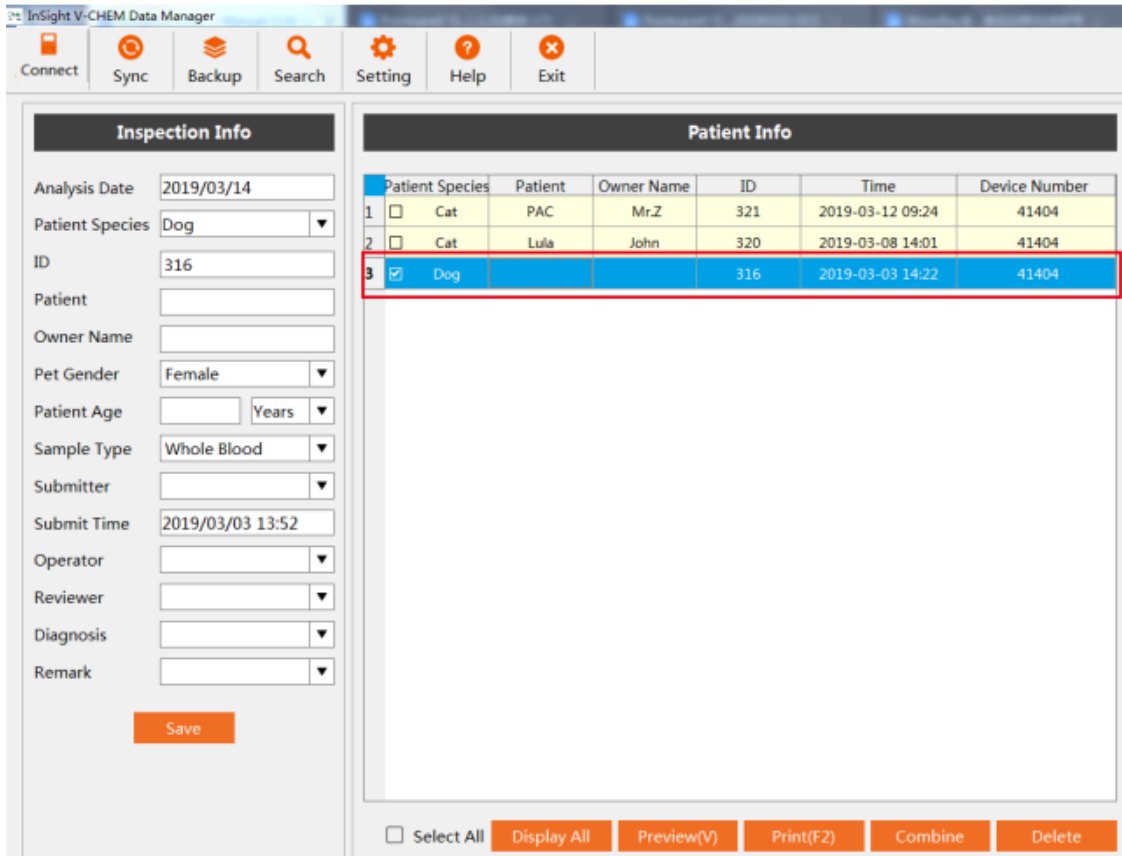 InSight V-CHEM Data Manager
Connect Sync Backup Search Setting Help Exit
Inspection Info
Analysis Date 2019/03/14
Patient Species Dog
ID 316
Patient
Owner Name
Pet Gender Female
Patient Age Years
Sample Type Whole Blood
Submitter
Submit Time 2019/03/03 13:52
Operator
Reviewer
Diagnosis
Remark
Save
Patient Info
Patient Species Patient Owner Name ID Time Device Number
1 Cat PAC Mr.Z 321 2019-03-12 09:24 41404
2 Cat Lula John 320 2019-03-08 14:01 41404
3 Dog 316 2019-03-03 14:22 41404
Select All Display All Preview(V) Print(F2) Combine Delete